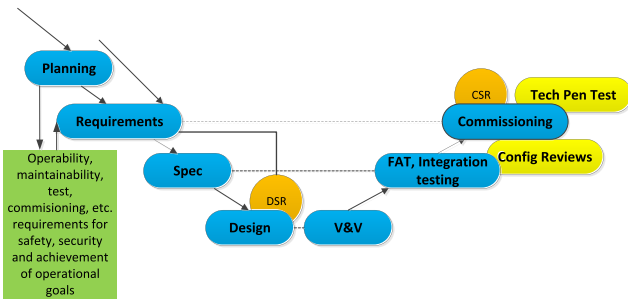 Planning
Requirements
Operability,
maintainability,
test,
commisioning, etc.
requirements for
safety, security
and achievement
of operational
goals
Spec
DSR
Design
V&V
FAT, Integration
testing
CSR
Commissioning
Tech Pen Test
Config Reviews